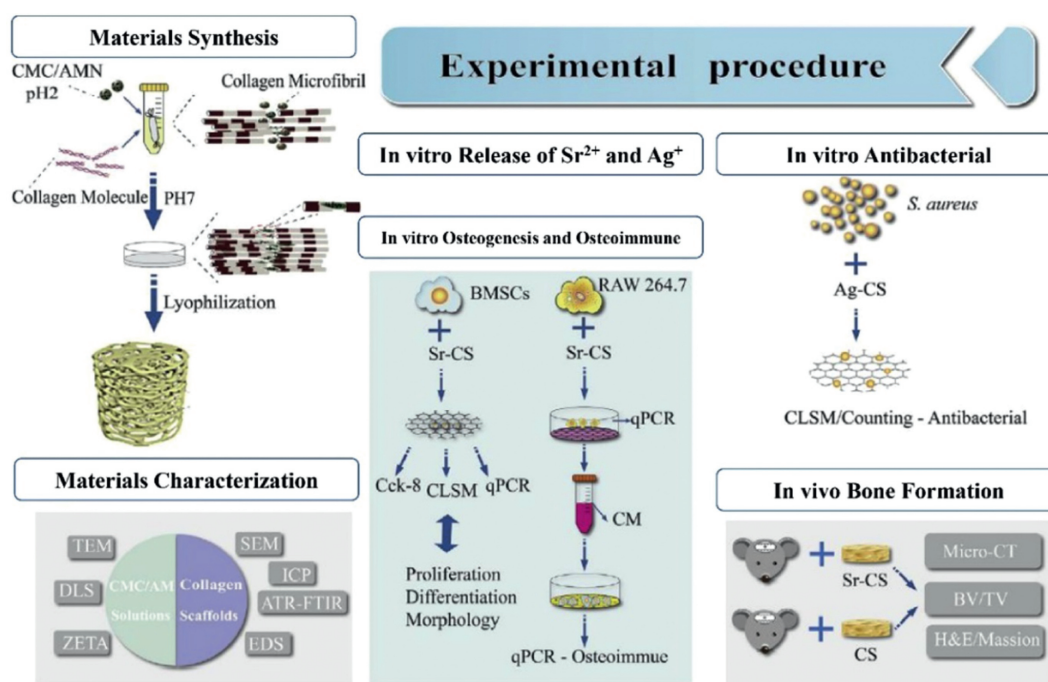 Experimental procedure
Materials Synthesis
CMC/AMN
pH2
Collagen Microfibril
Collagen Molecule
PH7
Lyophilization
Materials Characterization
TEM
DLS
ZETA
CMC/AM
Solutions
Collagen
Scaffolds
SEM
ICP
ATR-FTIR
EDS
In vitro Release of Sr²⁺ and Ag⁺
In vitro Osteogenesis and Osteoimmune
BMSCs
Sr-CS
Cck-8 CLSM qPCR
Proliferation
Differentiation
Morphology
RAW 264.7
Sr-CS
qPCR
CM
qPCR - Osteoimmue
In vitro Antibacterial
S. aureus
Ag-CS
CLSM/Counting - Antibacterial
In vivo Bone Formation
Sr-CS
CS
Micro-CT
BV/TV
H&E/Massion